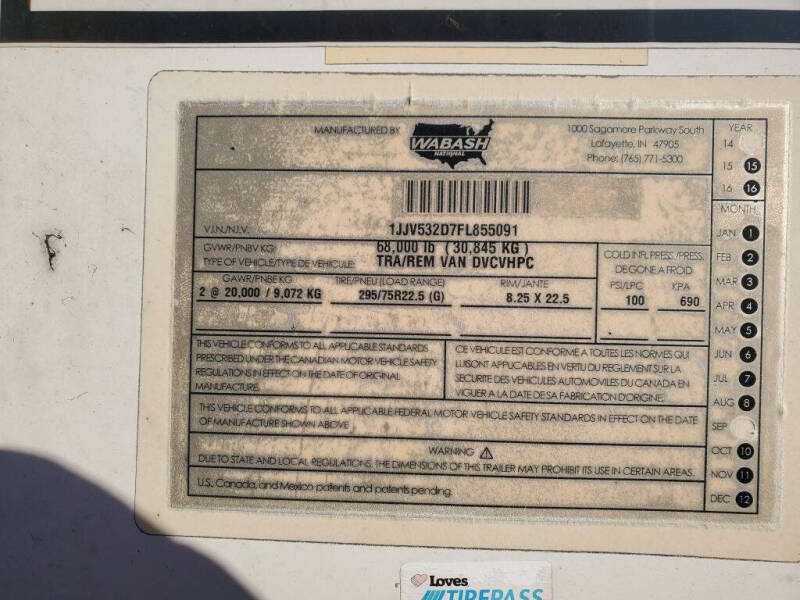 MANUFACTURED BY
WABASH
NATIONAL
1000 Sagamore Parkway South
Lafayette, IN 47905
Phone: (765) 771-5300
YEAR
14
15 15
16 16
V.I.N./N.I.V. 1JJV532D7FL855091
GVWR/PNBV KG: 68,000 lb (30,845 KG)
TYPE OF VEHICLE/TYPE DE VEHICULE: TRA/REM VAN DVCVHPC
GAWR/PNBE KG TIRE/PNEU (LOAD RANGE) RIM/JANTE
2 @ 20,000 / 9,072 KG 295/75R22.5 (G) 8.25 X 22.5
COLD INFL PRESS./PRESS.
DE GONE A FROID
PSI/LPC KPA
100 690
THIS VEHICLE CONFORMS TO ALL APPLICABLE STANDARDS
PRESCRIBED UNDER THE CANADIAN MOTOR VEHICLE SAFETY
REGULATIONS IN EFFECT ON THE DATE OF ORIGINAL
MANUFACTURE.
CE VEHICULE EST CONFORME A TOUTES LES NORMES QUI
LUI SONT APPLICABLES EN VERTU DU REGLEMENT SUR LA
SECURITE DES VEHICULES AUTOMOBILES DU CANADA EN
VIGUER A LA DATE DE SA FABRICATION D'ORIGINE.
THIS VEHICLE CONFORMS TO ALL APPLICABLE FEDERAL MOTOR VEHICLE SAFETY STANDARDS IN EFFECT ON THE DATE
OF MANUFACTURE SHOWN ABOVE
WARNING
DUE TO STATE AND LOCAL REGULATIONS, THE DIMENSIONS OF THIS TRAILER MAY PROHIBIT ITS USE IN CERTAIN AREAS.
U.S. Canada, and Mexico patents and patents pending.
MONTH
JAN 1
FEB 2
MAR 3
APR 4
MAY 5
JUN 6
JUL 7
AUG 8
SEP
OCT 10
NOV 11
DEC 12
Loves
TIREPASS